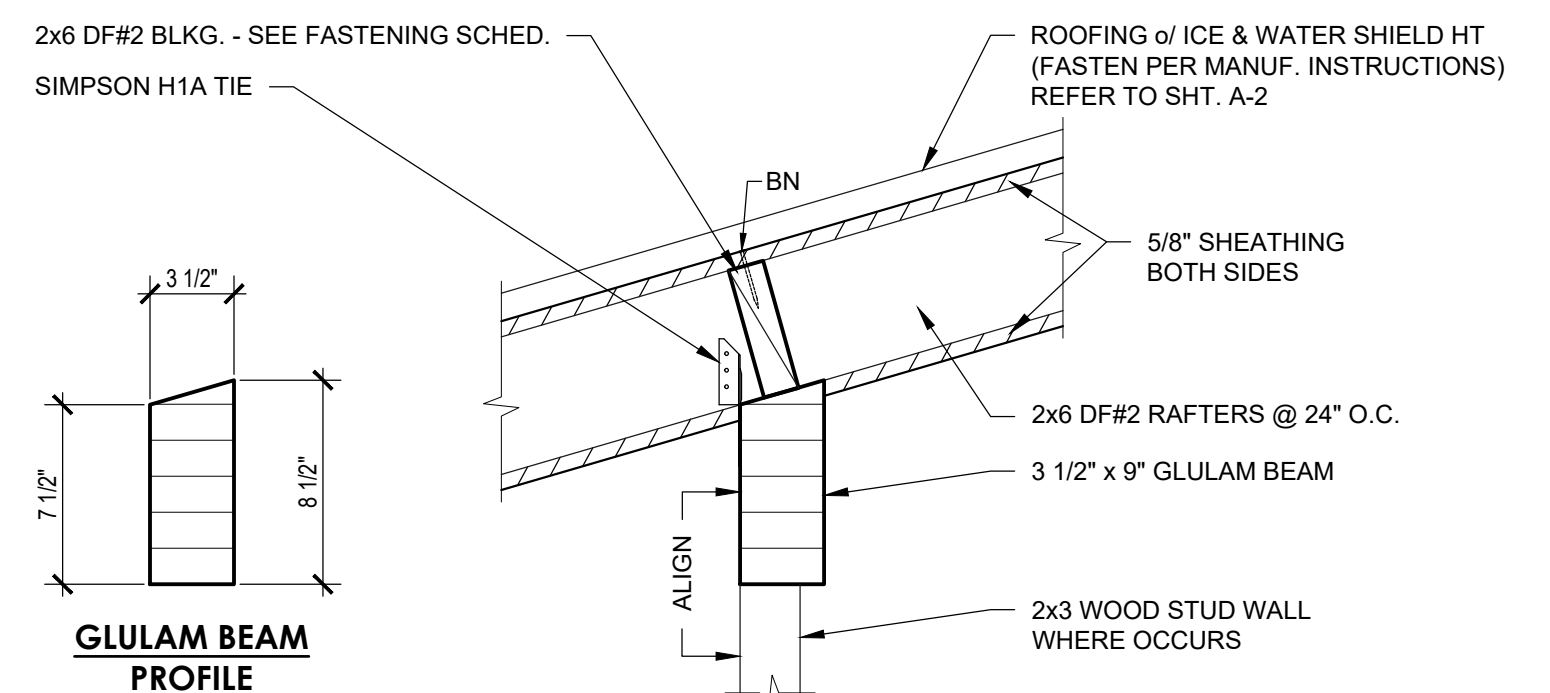 2x6 DF#2 BLKG. - SEE FASTENING SCHED.
SIMPSON H1A TIE
ROOFING o/ ICE & WATER SHIELD HT
(FASTEN PER MANUF. INSTRUCTIONS)
REFER TO SHT. A-2
BN
5/8" SHEATHING
BOTH SIDES
3 1/2"
7 1/2"
8 1/2"
2x6 DF#2 RAFTERS @ 24" O.C.
3 1/2" x 9" GLULAM BEAM
ALIGN
2x3 WOOD STUD WALL
WHERE OCCURS
GLULAM BEAM
PROFILE